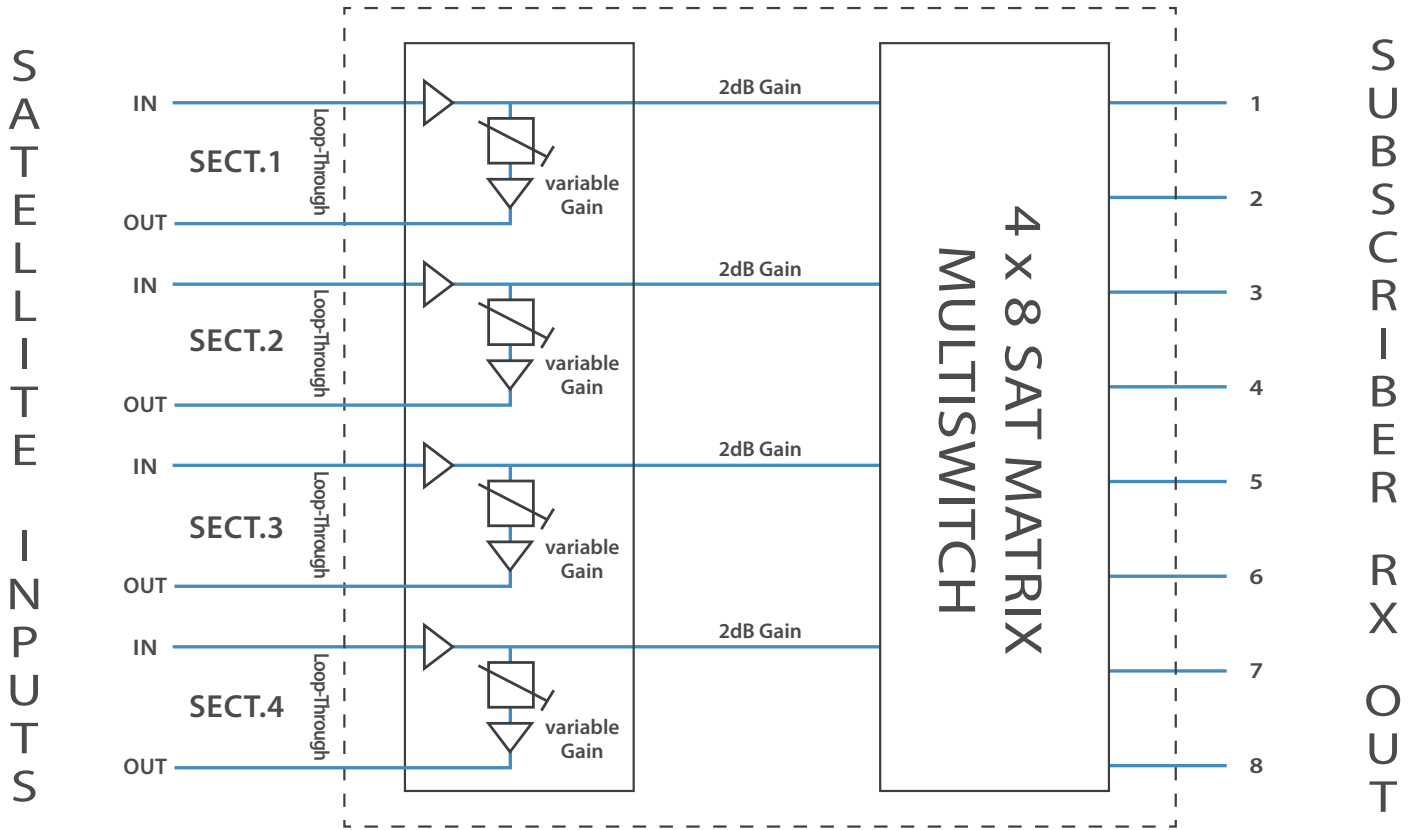 SATELLITE INPUTS
IN
SECT.1
OUT
Loop-Through
variable
Gain
2dB Gain
IN
SECT.2
OUT
Loop-Through
variable
Gain
2dB Gain
IN
SECT.3
OUT
Loop-Through
variable
Gain
2dB Gain
IN
SECT.4
OUT
Loop-Through
variable
Gain
2dB Gain
4 x 8 SAT MATRIX
MULTISWITCH
1
2
3
4
5
6
7
8
SUBSCRIBER RX OUT